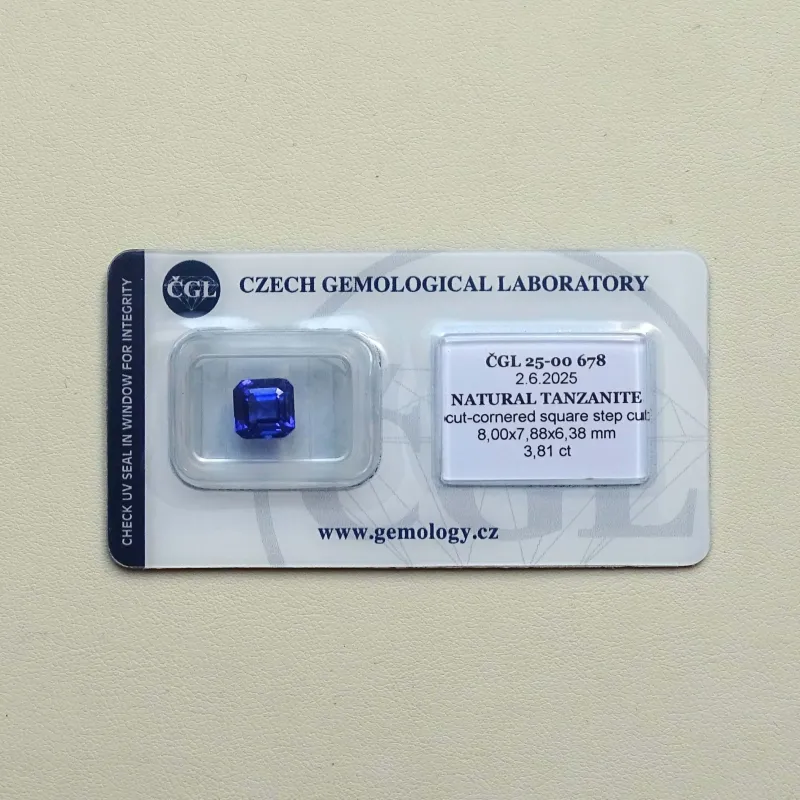 CHECK UV SEAL IN WINDOW FOR INTEGRITY
ČGL
CZECH GEMOLOGICAL LABORATORY
ČGL 25-00 678
2.6.2025
NATURAL TANZANITE
cut-cornered square step cut
8,00x7,88x6,38 mm
3,81 ct
www.gemology.cz
CGL